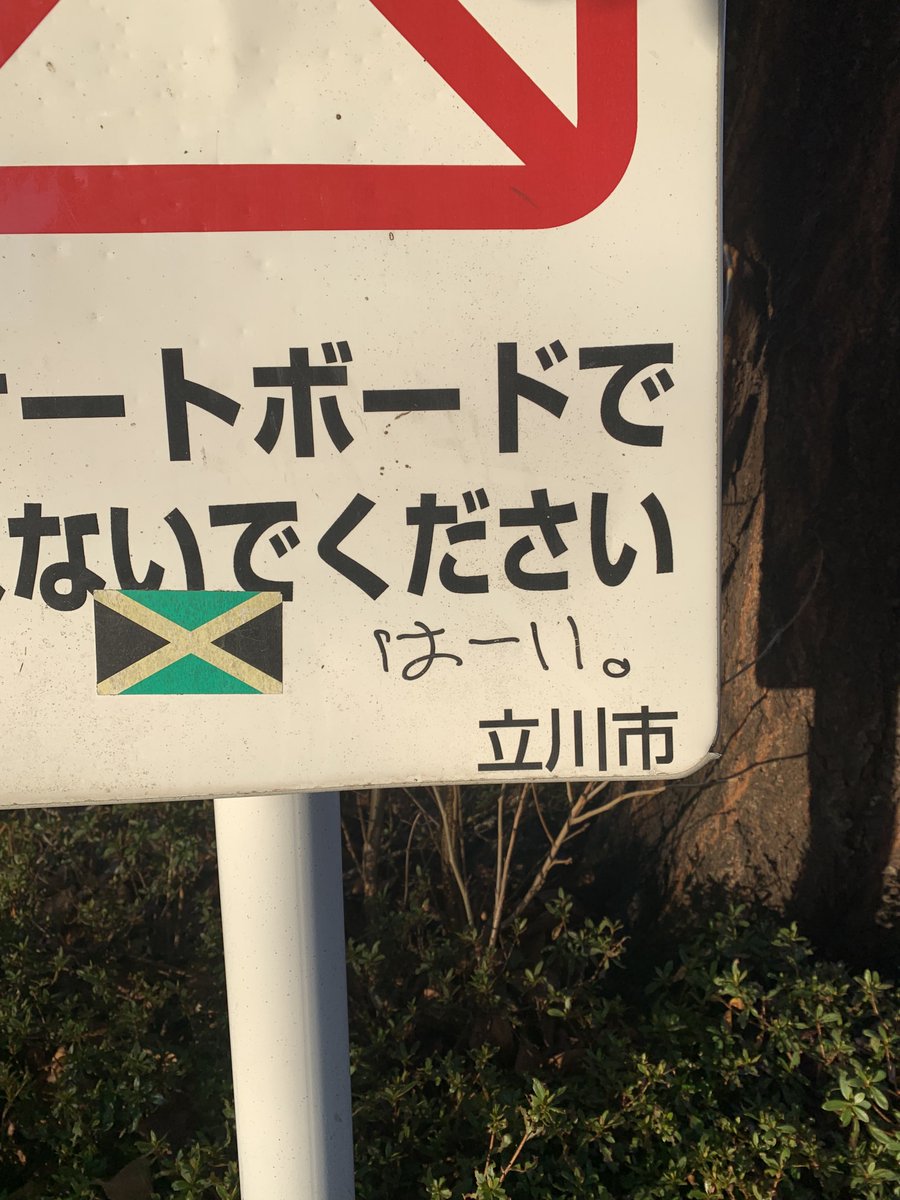 ートボードで
ないでください
はーい。
立川市